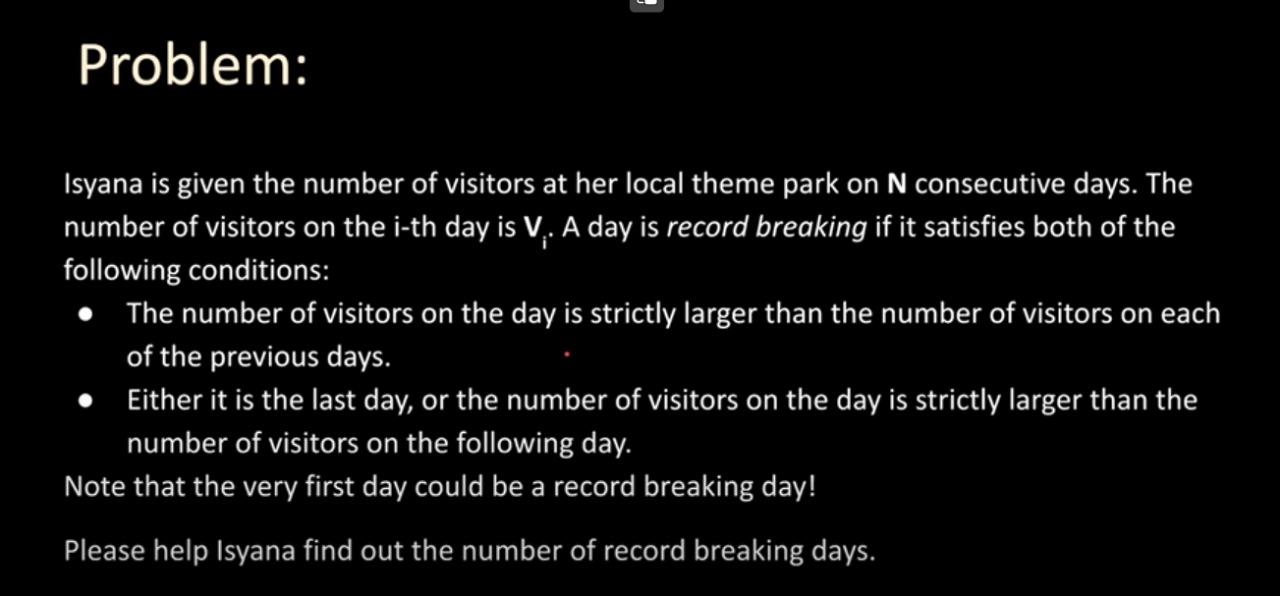 Problem:
Isyana is given the number of visitors at her local theme park on N consecutive days. The
number of visitors on the i-th day is Vi. A day is record breaking if it satisfies both of the
following conditions:
● The number of visitors on the day is strictly larger than the number of visitors on each
of the previous days.
● Either it is the last day, or the number of visitors on the day is strictly larger than the
number of visitors on the following day.
Note that the very first day could be a record breaking day!
Please help Isyana find out the number of record breaking days.